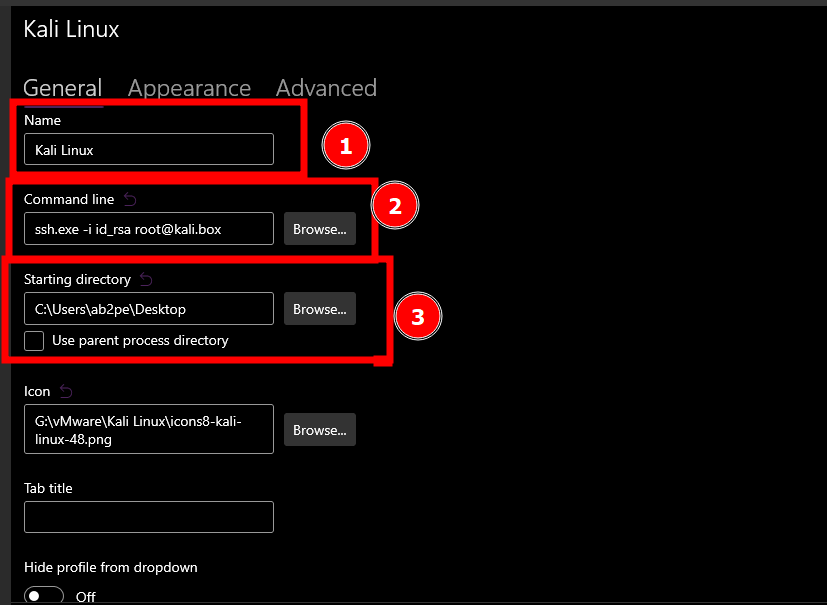 Kali Linux
General Appearance Advanced
Name
Kali Linux
1
Command line
2
ssh.exe -i id_rsa root@kali.box Browse...
Starting directory
C:\Users\ab2pe\Desktop Browse...
3
Use parent process directory
Icon
G:\vMware\Kali Linux\icons8-kali-
linux-48.png
Browse...
Tab title
Hide profile from dropdown
Off